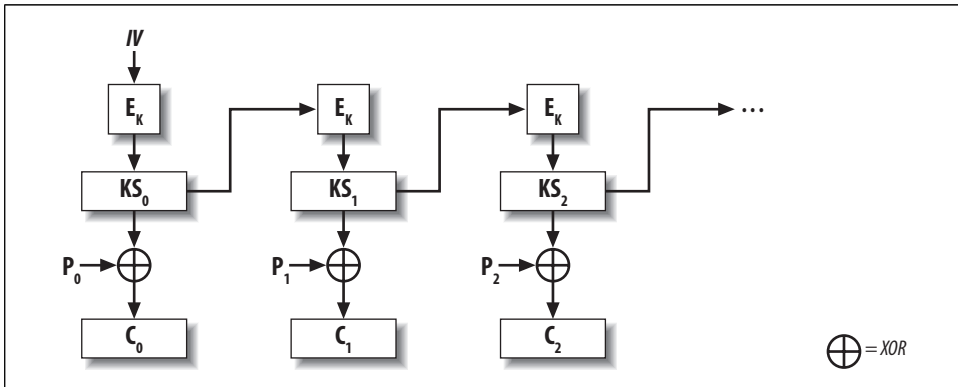 IV
E_K E_K E_K ...
KS_0 KS_1 KS_2
P_0 P_1 P_2
C_0 C_1 C_2
= XOR